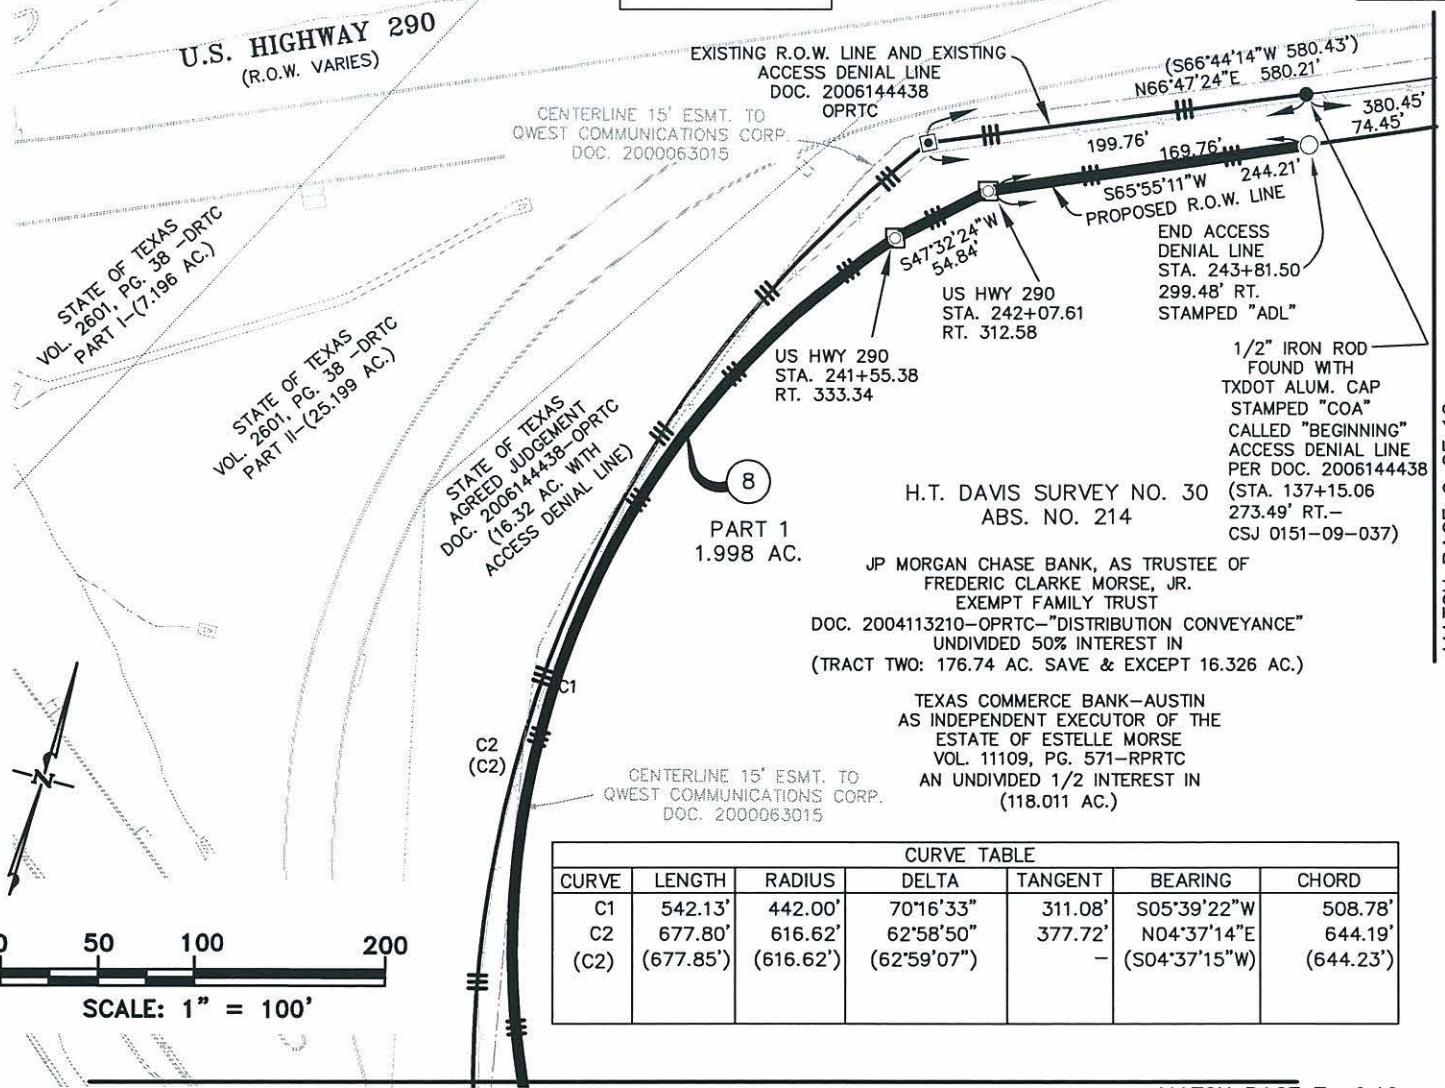 U.S. HIGHWAY 290
(R.O.W. VARIES)
EXISTING R.O.W. LINE AND EXISTING
ACCESS DENIAL LINE
DOC. 2006144438
OPRTC
(S66°44'14"W 580.43')
N66°47'24"E 580.21'
CENTERLINE 15' ESMT. TO
QWEST COMMUNICATIONS CORP.
DOC. 2000063015
380.45'
74.45'
199.76'
169.76'
244.21'
S65°55'11"W
PROPOSED R.O.W. LINE
S47°32'24"W
54.84'
END ACCESS
DENIAL LINE
STA. 243+81.50
299.48' RT.
STAMPED "ADL"
US HWY 290
STA. 242+07.61
RT. 312.58
US HWY 290
STA. 241+55.38
RT. 333.34
1/2" IRON ROD
FOUND WITH
TXDOT ALUM. CAP
STAMPED "COA"
CALLED "BEGINNING"
ACCESS DENIAL LINE
PER DOC. 2006144438
(STA. 137+15.06
273.49' RT.-
CSJ 0151-09-037)
STATE OF TEXAS
VOL. 2601, PG. 38 -DRTC
PART I-(7.196 AC.)
STATE OF TEXAS
VOL. 2601, PG. 38 -DRTC
PART II-(25.199 AC.)
STATE OF TEXAS
AGREED JUDGEMENT
DOC. 2006144438-OPRTC
(16.32 AC. WITH
ACCESS DENIAL LINE)
8
PART 1
1.998 AC.
H.T. DAVIS SURVEY NO. 30
ABS. NO. 214
JP MORGAN CHASE BANK, AS TRUSTEE OF
FREDERIC CLARKE MORSE, JR.
EXEMPT FAMILY TRUST
DOC. 2004113210-OPRTC-"DISTRIBUTION CONVEYANCE"
UNDIVIDED 50% INTEREST IN
(TRACT TWO: 176.74 AC. SAVE & EXCEPT 16.326 AC.)
TEXAS COMMERCE BANK-AUSTIN
AS INDEPENDENT EXECUTOR OF THE
ESTATE OF ESTELLE MORSE
VOL. 11109, PG. 571-RPRTC
AN UNDIVIDED 1/2 INTEREST IN
(118.011 AC.)
C1
C2
(C2)
CENTERLINE 15' ESMT. TO
QWEST COMMUNICATIONS CORP.
DOC. 2000063015
N
CURVE TABLE
CURVE LENGTH RADIUS DELTA TANGENT BEARING CHORD
C1 542.13' 442.00' 70°16'33" 311.08' S05°39'22"W 508.78'
C2 677.80' 616.62' 62°58'50" 377.72' N04°37'14"E 644.19'
(C2) (677.85') (616.62') (62°59'07") - (S04°37'15"W) (644.23')
0 50 100 200
SCALE: 1" = 100'